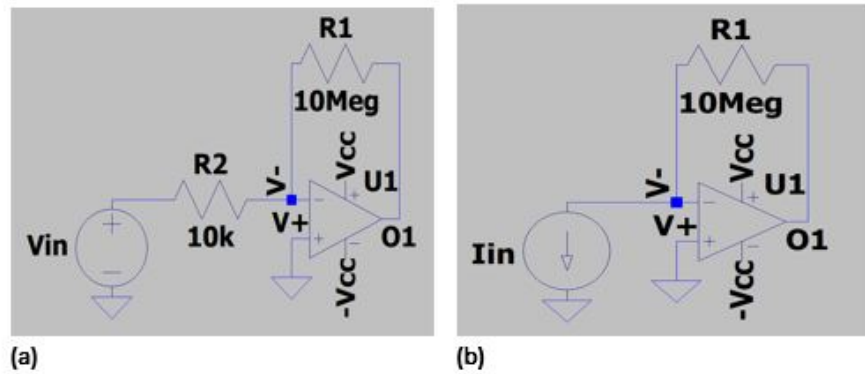 R1
10Meg
Vcc
R2
V-
U1
V+
Vin
10k
O1
-Vcc
(a)
R1
10Meg
Vcc
V-
U1
V+
Iin
O1
-Vcc
(b)